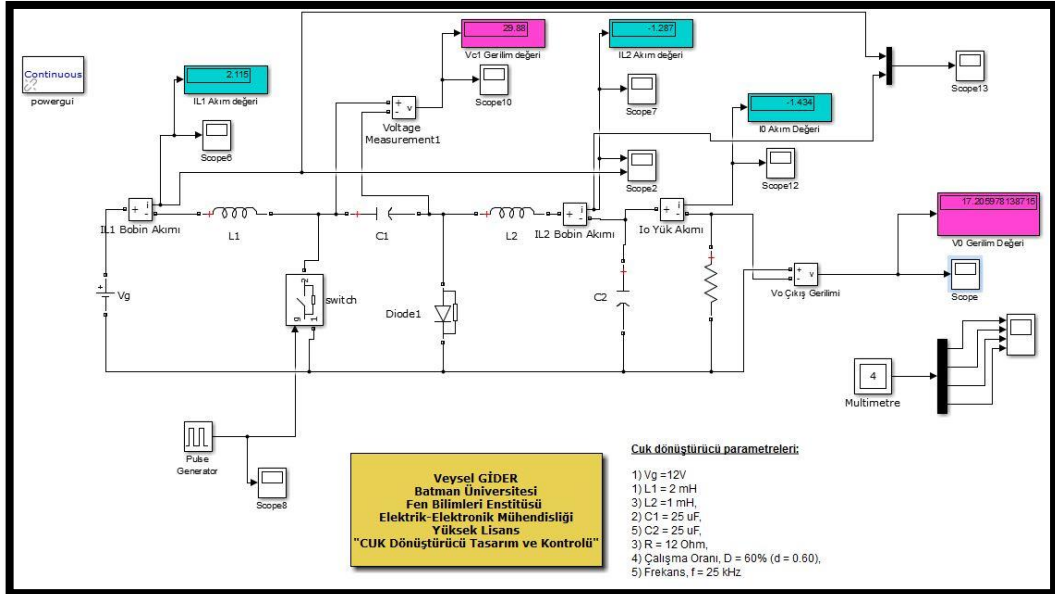 Continuous
powergui
2.115
IL1 Akım değeri
Scope6
29.88
Vc1 Gerilim değeri
Scope10
Voltage
Measurement1
-1.287
IL2 Akım değeri
Scope7
Scope2
-1.434
I0 Akım Değeri
Scope12
Scope13
IL1 Bobin Akımı
L1
C1
L2
IL2 Bobin Akımı
Io Yük Akımı
17.205978138715
V0 Gerilim Değeri
Scope
Vo Çıkış Gerilimi
Vg
switch
Diode1
C2
4
Multimetre
Pulse
Generator
Scope8
Veysel GİDER
Batman Üniversitesi
Fen Bilimleri Enstitüsü
Elektrik-Elektronik Mühendisliği
Yüksek Lisans
"CUK Dönüştürücü Tasarım ve Kontrolü"
Cuk dönüştürücü parametreleri:
1) Vg =12V
1) L1 = 2 mH
3) L2 =1 mH,
2) C1 = 25 uF,
5) C2 = 25 uF,
3) R = 12 Ohm,
4) Çalışma Oranı, D = 60% (d = 0.60),
5) Frekans, f = 25 kHz